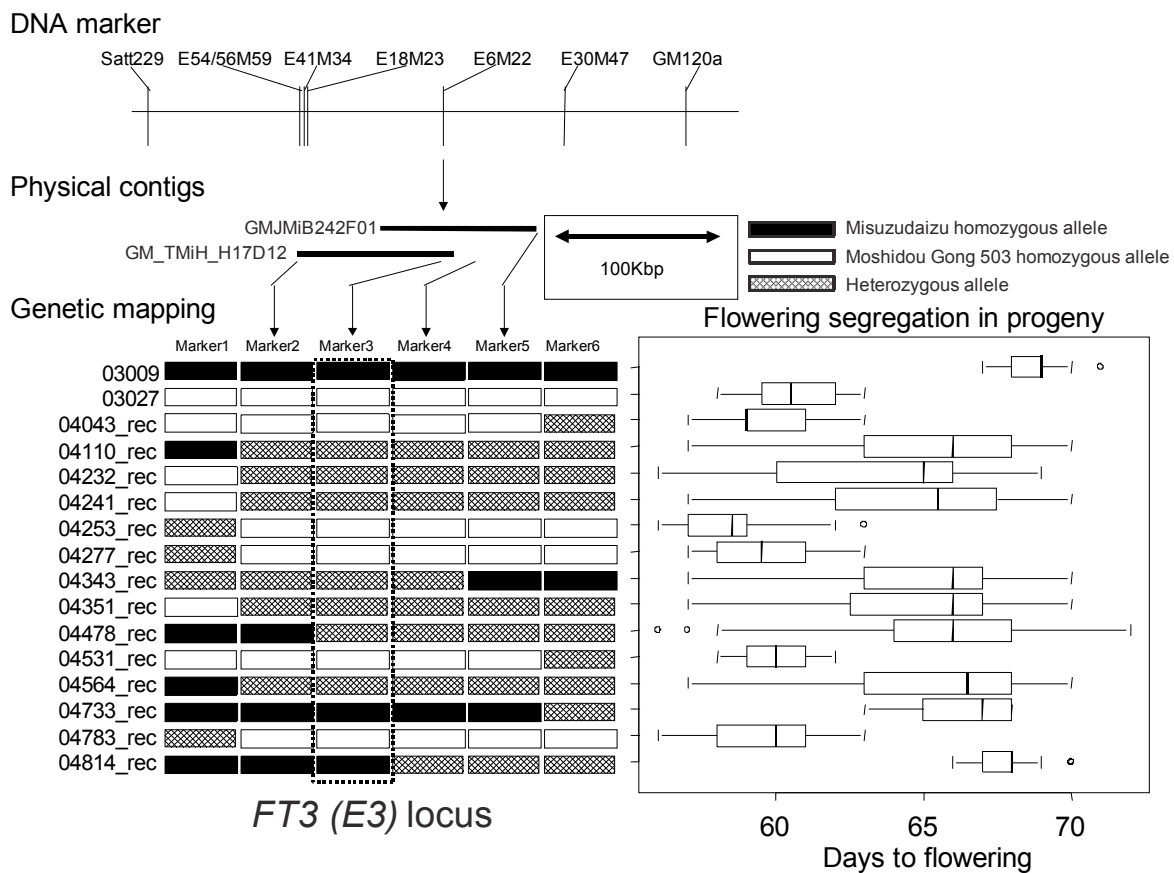 DNA marker
Satt229 E54/56M59 E41M34 E18M23 E6M22 E30M47 GM120a
Physical contigs
GMJMiB242F01
GM_TMiH_H17D12
100Kbp
Misuzudaizu homozygous allele
Moshidou Gong 503 homozygous allele
Heterozygous allele
Genetic mapping
Flowering segregation in progeny
Marker1 Marker2 Marker3 Marker4 Marker5 Marker6
03009
03027
04043_rec
04110_rec
04232_rec
04241_rec
04253_rec
04277_rec
04343_rec
04351_rec
04478_rec
04531_rec
04564_rec
04733_rec
04783_rec
04814_rec
FT3 (E3) locus
60 65 70
Days to flowering